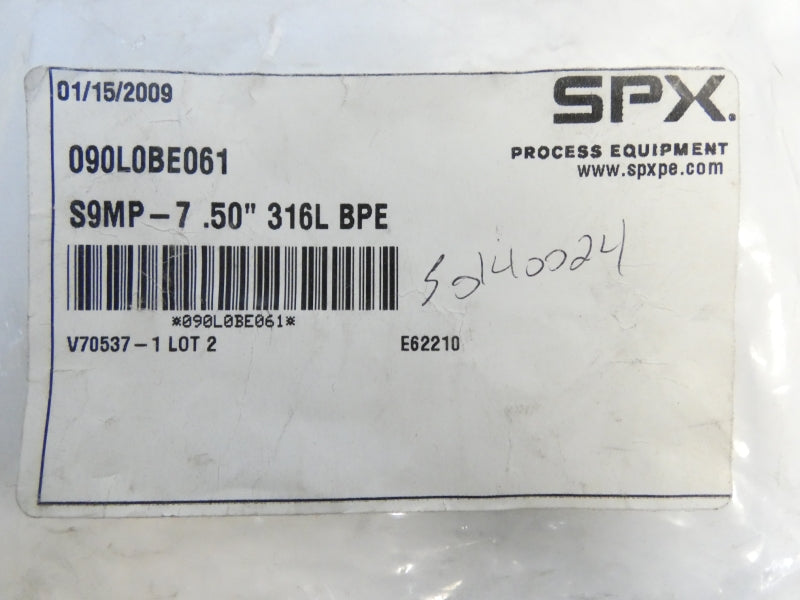 01/15/2009
SPX.
PROCESS EQUIPMENT
www.spxpe.com
090L0BE061
S9MP-7 .50" 316L BPE
*090L0BE061*
V70537-1 LOT 2 E62210